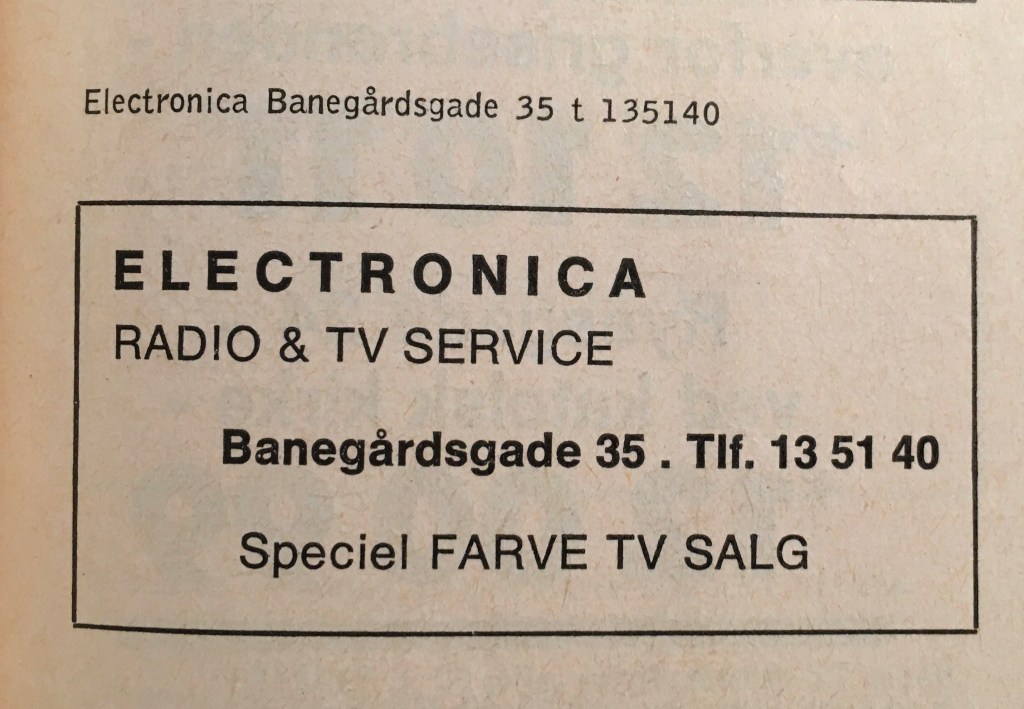 Electronica Banegårdsgade 35 t 135140
ELECTRONICA
RADIO & TV SERVICE
Banegårdsgade 35 . Tlf. 13 51 40
Speciel FARVE TV SALG